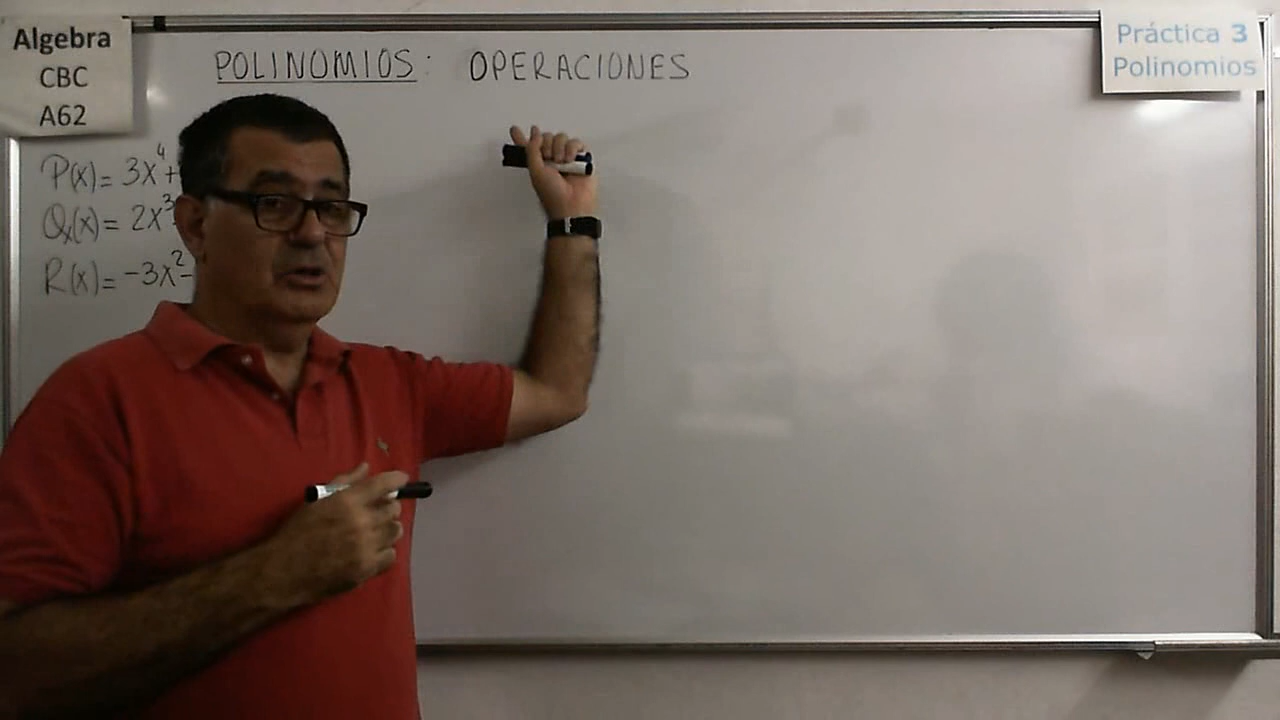 Algebra
CBC
A62
POLINOMIOS: OPERACIONES
Práctica 3
Polinomios
P(x)= 3x⁴+
Q(x)= 2x³
R(x)= -3x²-